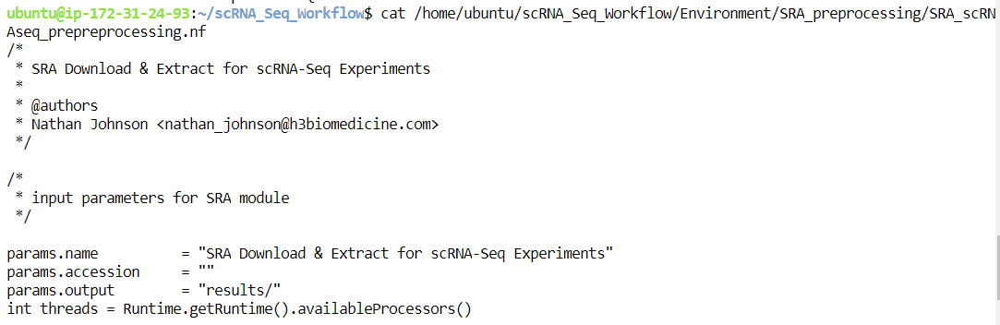 ubuntu@ip-172-31-24-93:~/scRNA_Seq_Workflow$ cat /home/ubuntu/scRNA_Seq_Workflow/Environment/SRA_preprocessing/SRA_scRN
Aseq_prepreprocessing.nf
/*
 * SRA Download & Extract for scRNA-Seq Experiments
 *
 * @authors
 * Nathan Johnson <nathan_johnson@h3biomedicine.com>
 */

/*
 * input parameters for SRA module
 */

params.name          = "SRA Download & Extract for scRNA-Seq Experiments"
params.accession     = ""
params.output        = "results/"
int threads = Runtime.getRuntime().availableProcessors()